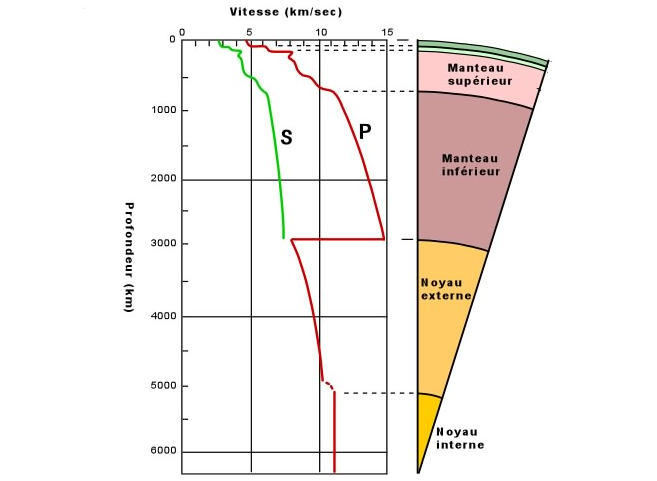 Vitesse (km/sec)
0 5 10 15
0
1000
2000
3000
4000
5000
6000
Profondeur (km)
S
P
Manteau
supérieur
Manteau
inférieur
Noyau
externe
Noyau
interne